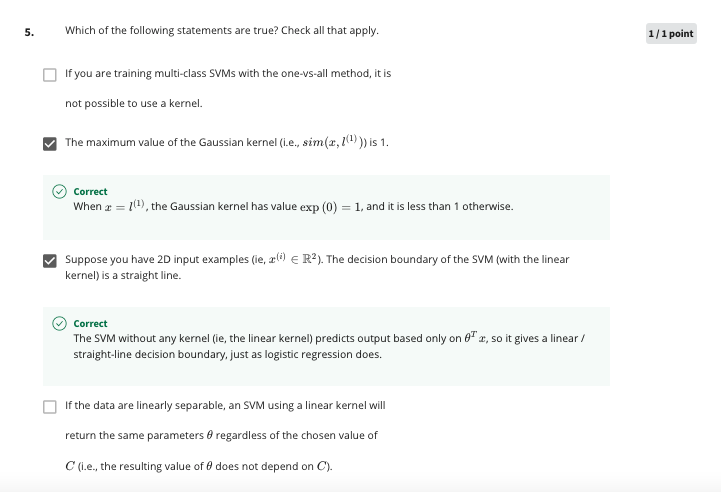 5. Which of the following statements are true? Check all that apply. 1 / 1 point
If you are training multi-class SVMs with the one-vs-all method, it is
not possible to use a kernel.
The maximum value of the Gaussian kernel (i.e., sim(x, l⁽¹⁾)) is 1.
Correct
When x = l⁽¹⁾, the Gaussian kernel has value exp (0) = 1, and it is less than 1 otherwise.
Suppose you have 2D input examples (ie, x⁽ⁱ⁾ ∈ ℝ²). The decision boundary of the SVM (with the linear
kernel) is a straight line.
Correct
The SVM without any kernel (ie, the linear kernel) predicts output based only on θᵀx, so it gives a linear /
straight-line decision boundary, just as logistic regression does.
If the data are linearly separable, an SVM using a linear kernel will
return the same parameters θ regardless of the chosen value of
C (i.e., the resulting value of θ does not depend on C).